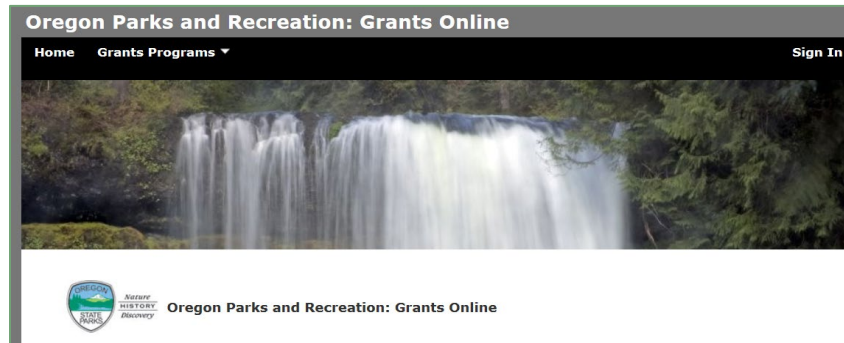 Oregon Parks and Recreation: Grants Online
Home Grants Programs Sign In
OREGON
STATE
PARKS
Nature
HISTORY
Discovery
Oregon Parks and Recreation: Grants Online